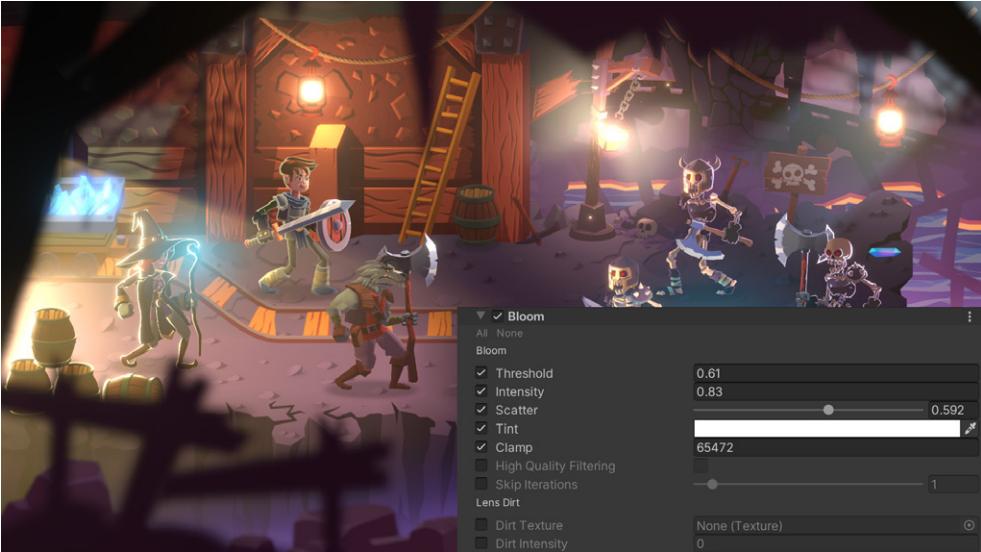 Bloom
All None
Bloom
Threshold 0.61
Intensity 0.83
Scatter 0.592
Tint
Clamp 65472
High Quality Filtering
Skip Iterations 1
Lens Dirt
Dirt Texture None (Texture)
Dirt Intensity 0